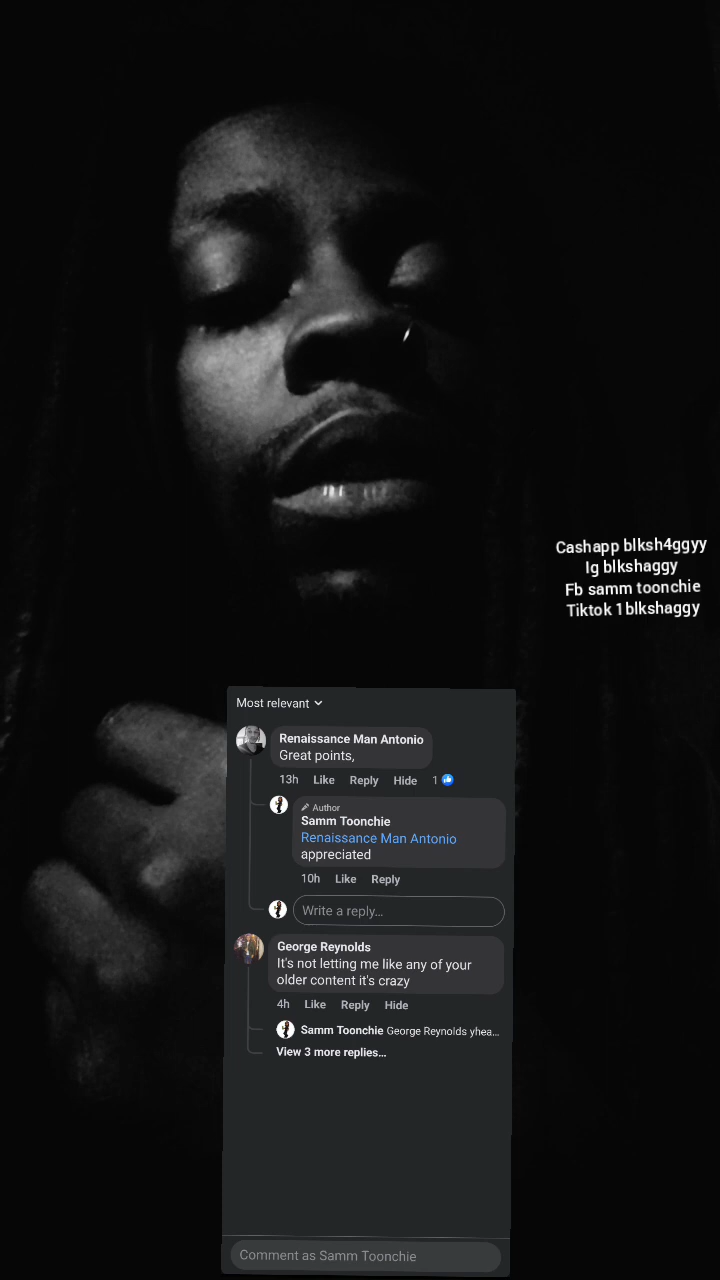 Cashapp blksh4ggyy
Ig blkshaggy
Fb samm toonchie
Tiktok 1blkshaggy
Most relevant
Renaissance Man Antonio
Great points,
13h Like Reply Hide 1
Author
Samm Toonchie
Renaissance Man Antonio
appreciated
10h Like Reply
Write a reply...
George Reynolds
It's not letting me like any of your
older content it's crazy
4h Like Reply Hide
Samm Toonchie George Reynolds yhea...
View 3 more replies...
Comment as Samm Toonchie